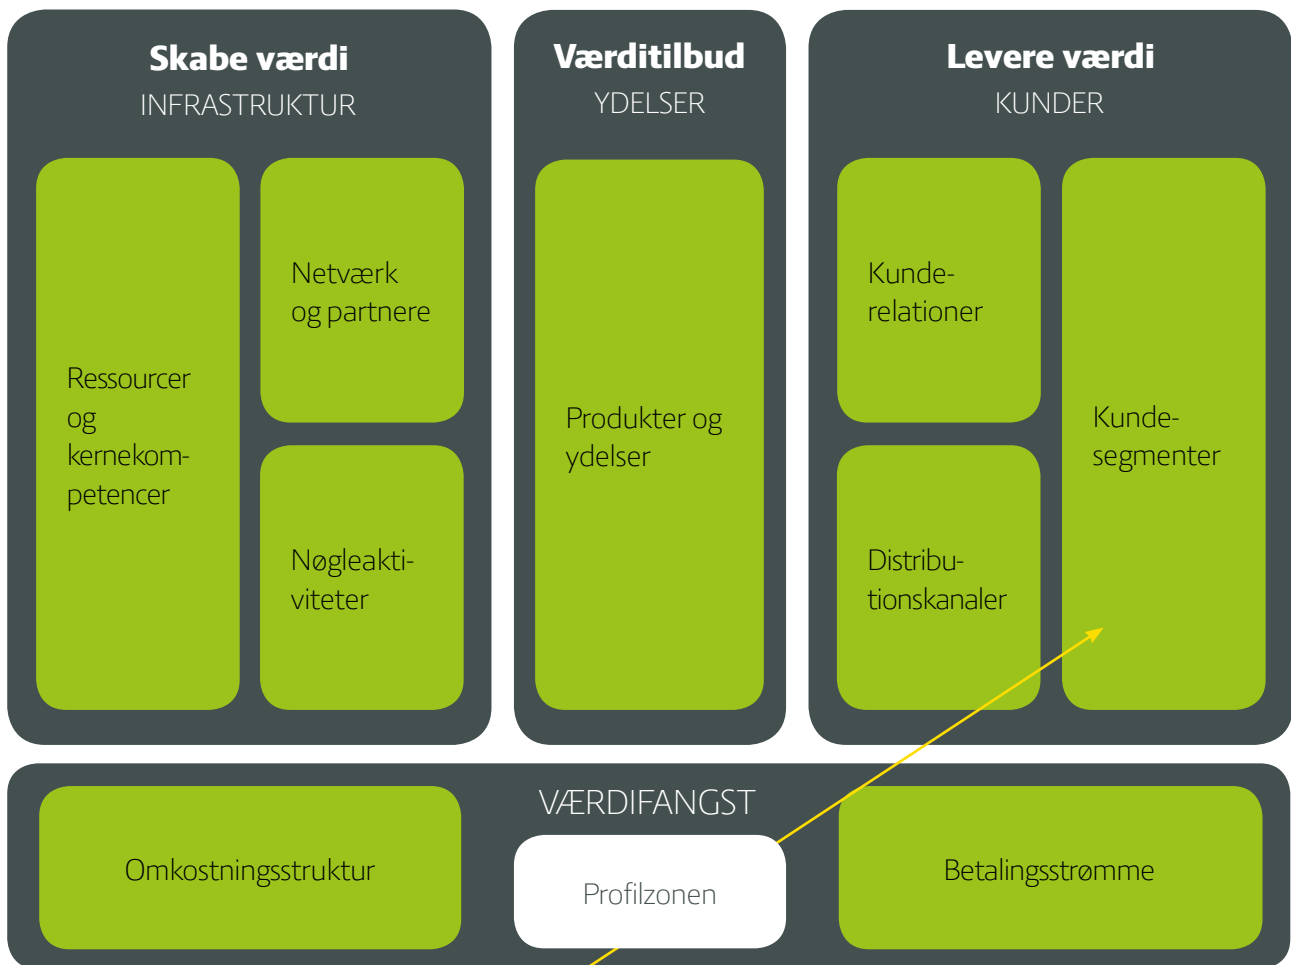 Skabe værdi
INFRASTRUKTUR
Ressourcer
og
kernekom-
petencer
Netværk
og partnere
Nøgleakti-
viteter
Værditilbud
YDELSER
Produkter og
ydelser
Levere værdi
KUNDER
Kunde-
relationer
Distribu-
tionskanaler
Kunde-
segmenter
VÆRDIFANGST
Omkostningsstruktur
Profilzonen
Betalingsstrømme